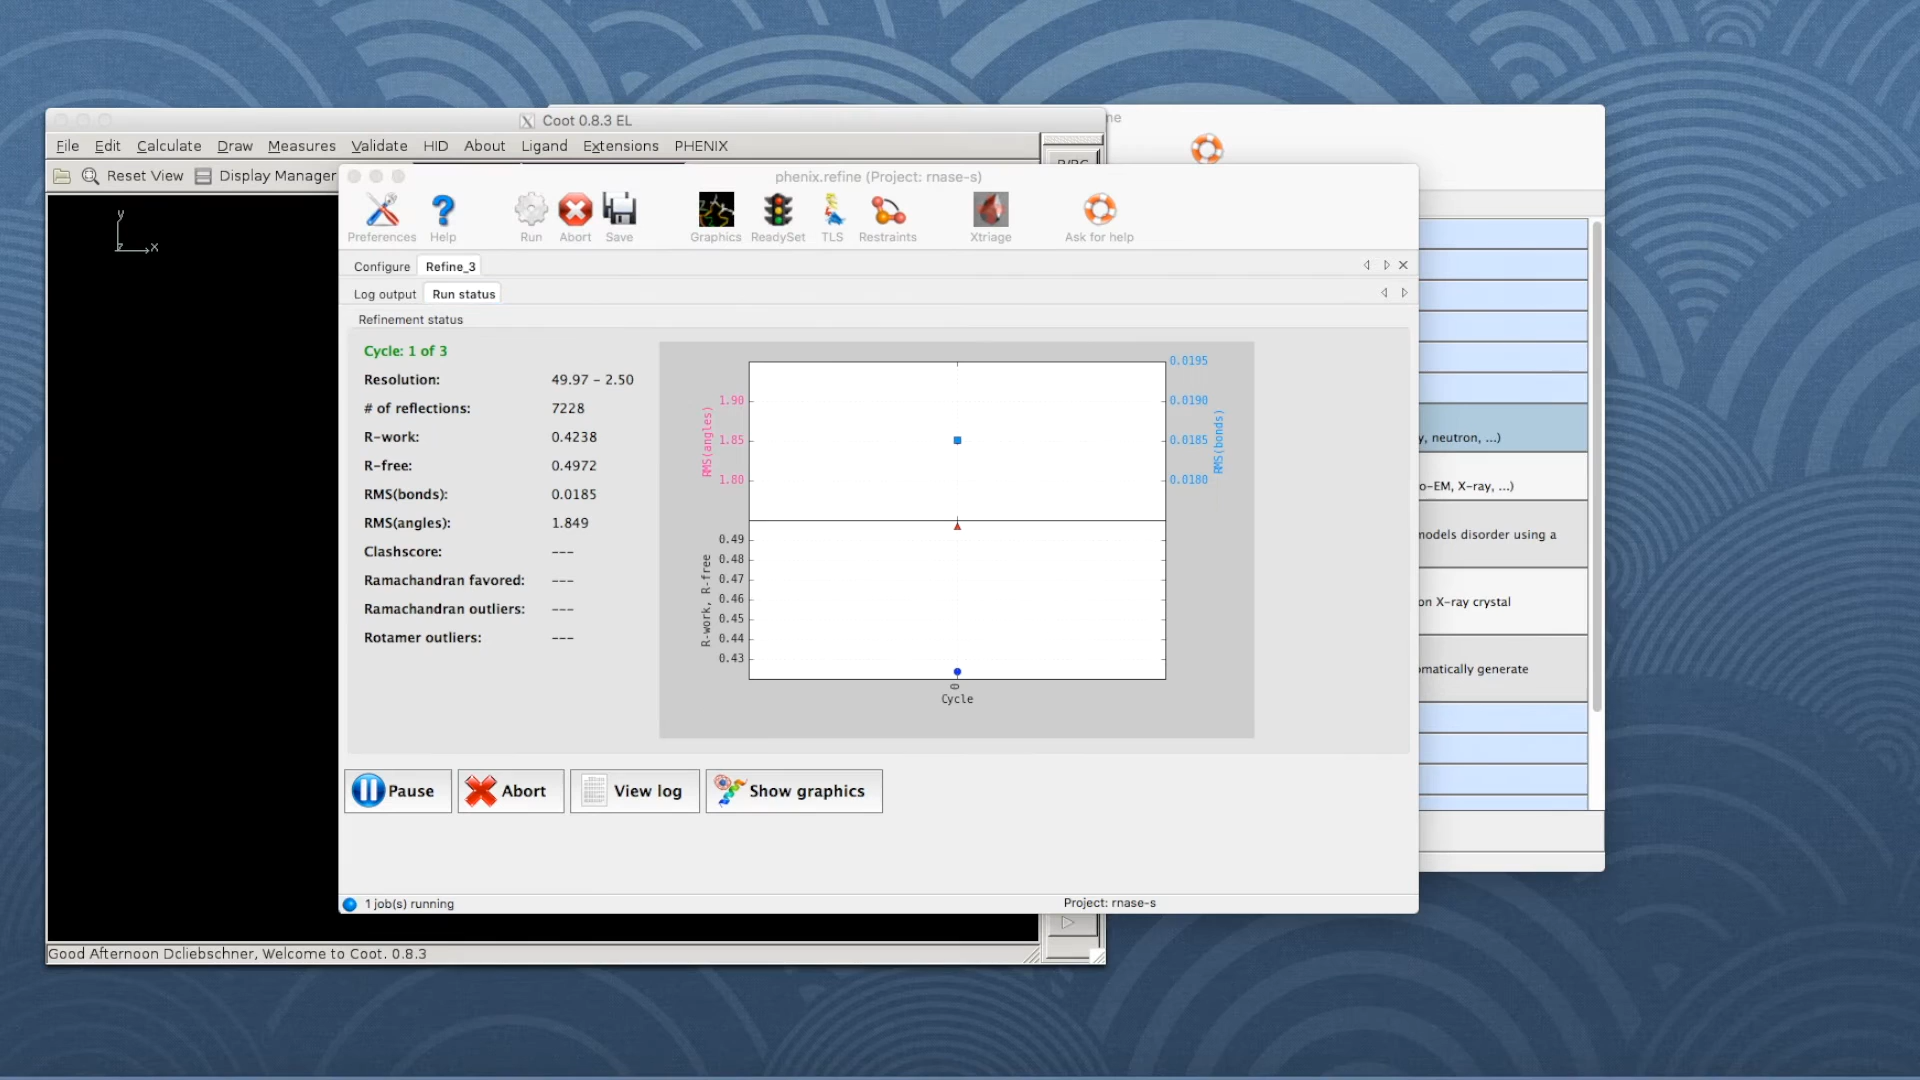 Coot 0.8.3 EL
File Edit Calculate Draw Measures Validate HID About Ligand Extensions PHENIX
Reset View Display Manager
phenix.refine (Project: rnase-s)
Preferences Help Run Abort Save Graphics ReadySet TLS Restraints Xtriage Ask for help
Configure Refine_3
Log output Run status
Refinement status
Cycle: 1 of 3
Resolution: 49.97 – 2.50
# of reflections: 7228
R-work: 0.4238
R-free: 0.4972
RMS(bonds): 0.0185
RMS(angles): 1.849
Clashscore: ---
Ramachandran favored: ---
Ramachandran outliers: ---
Rotamer outliers: ---
RMS(angles)
1.90
1.85
1.80
0.0195
0.0190
0.0185
0.0180
RMS(bonds)
R-work, R-free
0.49
0.48
0.47
0.46
0.45
0.44
0.43
0
Cycle
Pause Abort View log Show graphics
1 job(s) running Project: rnase-s
Good Afternoon Dcliebschner, Welcome to Coot. 0.8.3
y
z x
y, neutron, ...)
o-EM, X-ray, ...)
models disorder using a
on X-ray crystal
matically generate